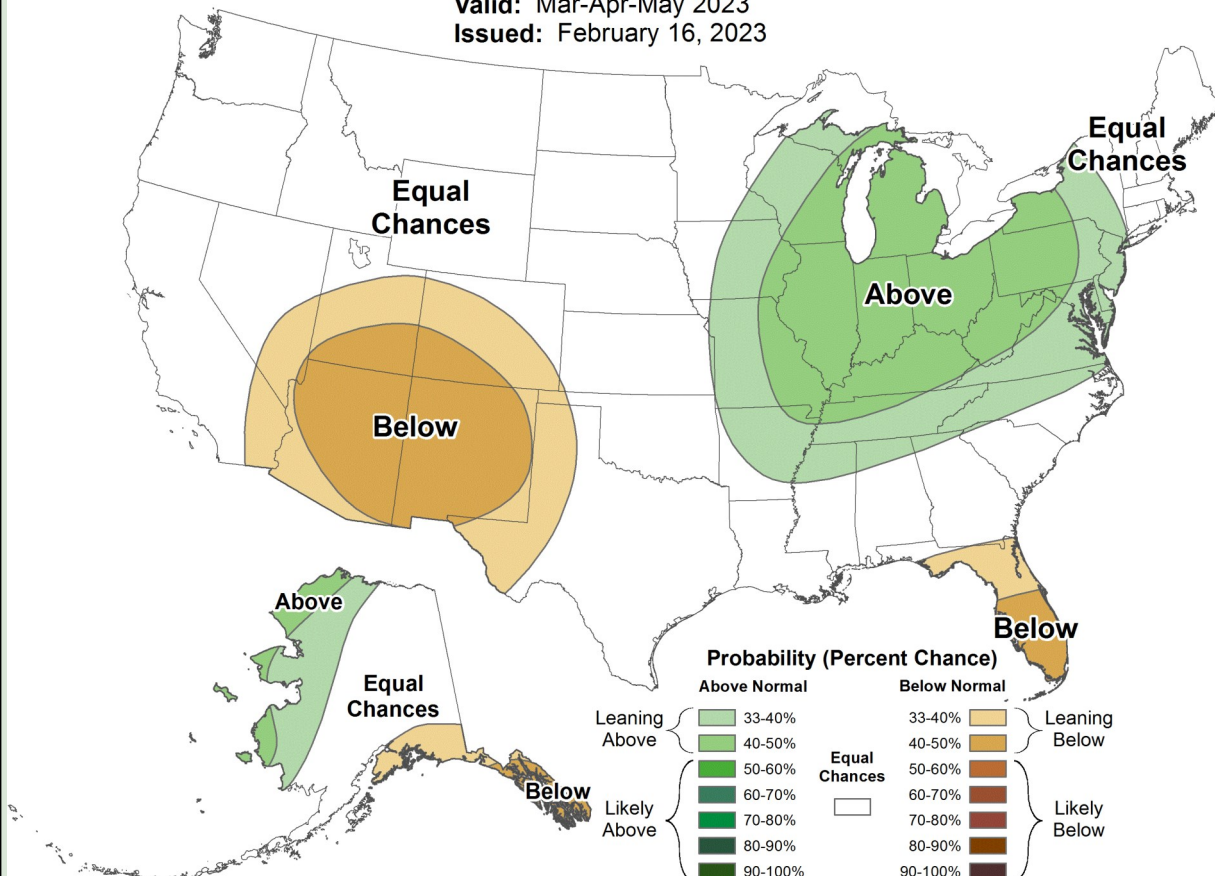 Valid: Mar-Apr-May 2023
Issued: February 16, 2023
Equal
Chances
Equal
Chances
Above
Below
Above
Equal
Chances
Below
Below
Probability (Percent Chance)
Above Normal
Below Normal
Leaning
Above
33-40%
40-50%
Likely
Above
50-60%
60-70%
70-80%
80-90%
90-100%
Equal
Chances
33-40%
40-50%
Leaning
Below
50-60%
60-70%
70-80%
80-90%
90-100%
Likely
Below